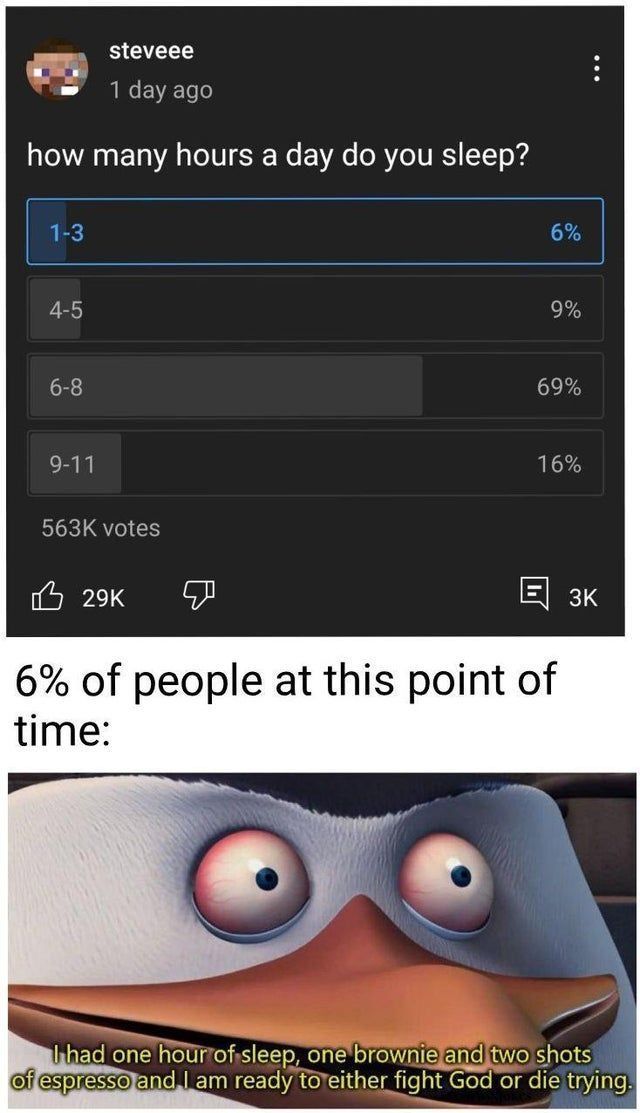 steveee
1 day ago
how many hours a day do you sleep?
1-3 6%
4-5 9%
6-8 69%
9-11 16%
563K votes
29K 3K
6% of people at this point of
time:
I had one hour of sleep, one brownie and two shots
of espresso and I am ready to either fight God or die trying.